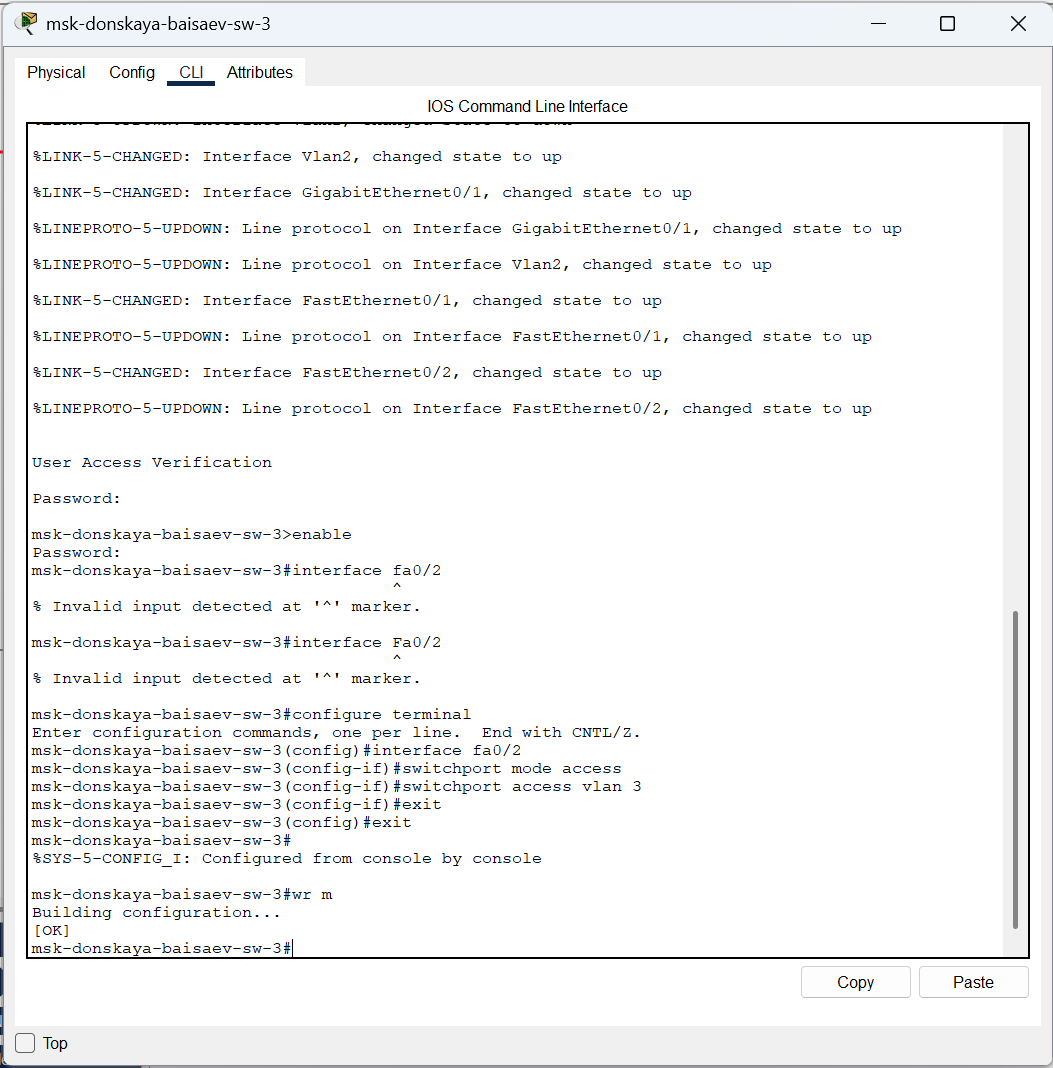 msk-donskaya-baisaev-sw-3
Physical Config CLI Attributes
IOS Command Line Interface
%LINK-5-CHANGED: Interface Vlan2, changed state to up
%LINK-5-CHANGED: Interface GigabitEthernet0/1, changed state to up
%LINEPROTO-5-UPDOWN: Line protocol on Interface GigabitEthernet0/1, changed state to up
%LINEPROTO-5-UPDOWN: Line protocol on Interface Vlan2, changed state to up
%LINK-5-CHANGED: Interface FastEthernet0/1, changed state to up
%LINEPROTO-5-UPDOWN: Line protocol on Interface FastEthernet0/1, changed state to up
%LINK-5-CHANGED: Interface FastEthernet0/2, changed state to up
%LINEPROTO-5-UPDOWN: Line protocol on Interface FastEthernet0/2, changed state to up
User Access Verification
Password:
msk-donskaya-baisaev-sw-3>enable
Password:
msk-donskaya-baisaev-sw-3#interface fa0/2
^
% Invalid input detected at '^' marker.
msk-donskaya-baisaev-sw-3#interface Fa0/2
^
% Invalid input detected at '^' marker.
msk-donskaya-baisaev-sw-3#configure terminal
Enter configuration commands, one per line. End with CNTL/Z.
msk-donskaya-baisaev-sw-3(config)#interface fa0/2
msk-donskaya-baisaev-sw-3(config-if)#switchport mode access
msk-donskaya-baisaev-sw-3(config-if)#switchport access vlan 3
msk-donskaya-baisaev-sw-3(config-if)#exit
msk-donskaya-baisaev-sw-3(config)#exit
msk-donskaya-baisaev-sw-3#
%SYS-5-CONFIG_I: Configured from console by console
msk-donskaya-baisaev-sw-3#wr m
Building configuration...
[OK]
msk-donskaya-baisaev-sw-3#
Copy Paste
Top